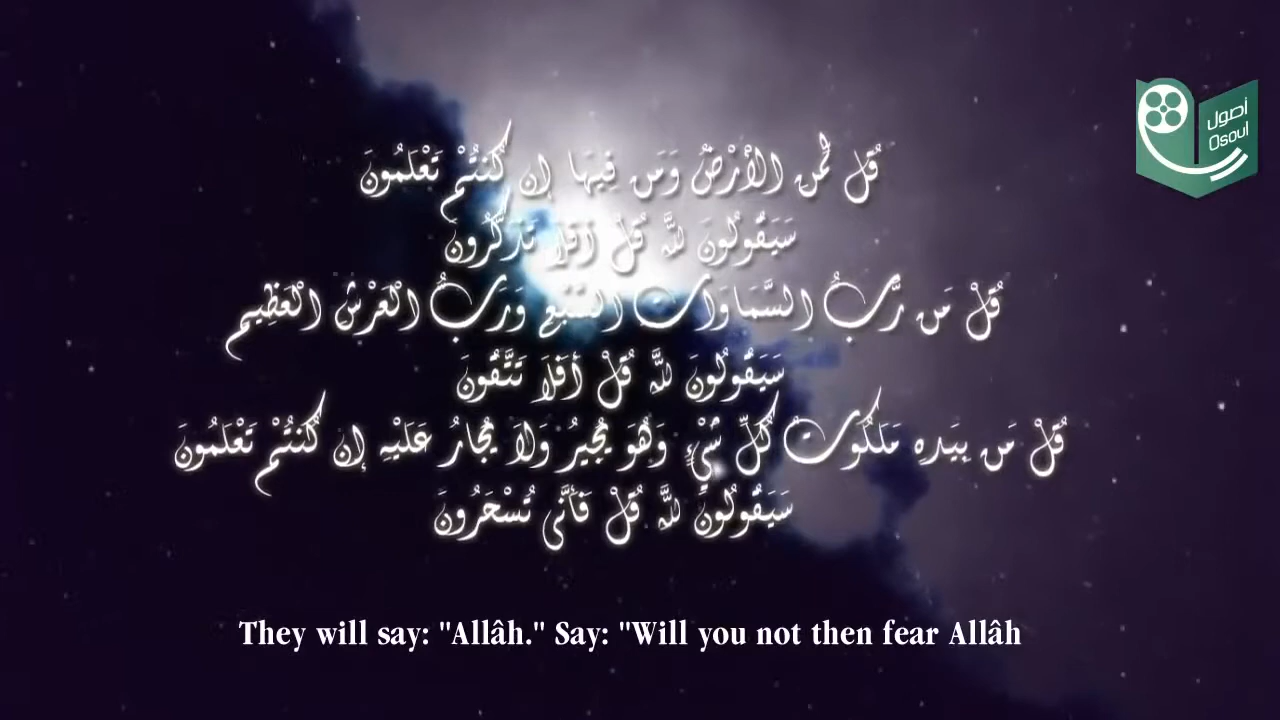 قُل لِّمَنِ الْأَرْضُ وَمَن فِيهَا إِن كُنتُمْ تَعْلَمُونَ
سَيَقُولُونَ لِلَّهِ قُلْ أَفَلَا تَذَكَّرُونَ
قُلْ مَن رَّبُّ السَّمَاوَاتِ السَّبْعِ وَرَبُّ الْعَرْشِ الْعَظِيمِ
سَيَقُولُونَ لِلَّهِ قُلْ أَفَلَا تَتَّقُونَ
قُلْ مَن بِيَدِهِ مَلَكُوتُ كُلِّ شَيْءٍ وَهُوَ يُجِيرُ وَلَا يُجَارُ عَلَيْهِ إِن كُنتُمْ تَعْلَمُونَ
سَيَقُولُونَ لِلَّهِ قُلْ فَأَنَّى تُسْحَرُونَ
They will say: "Allâh." Say: "Will you not then fear Allâh
أصول
Osoul